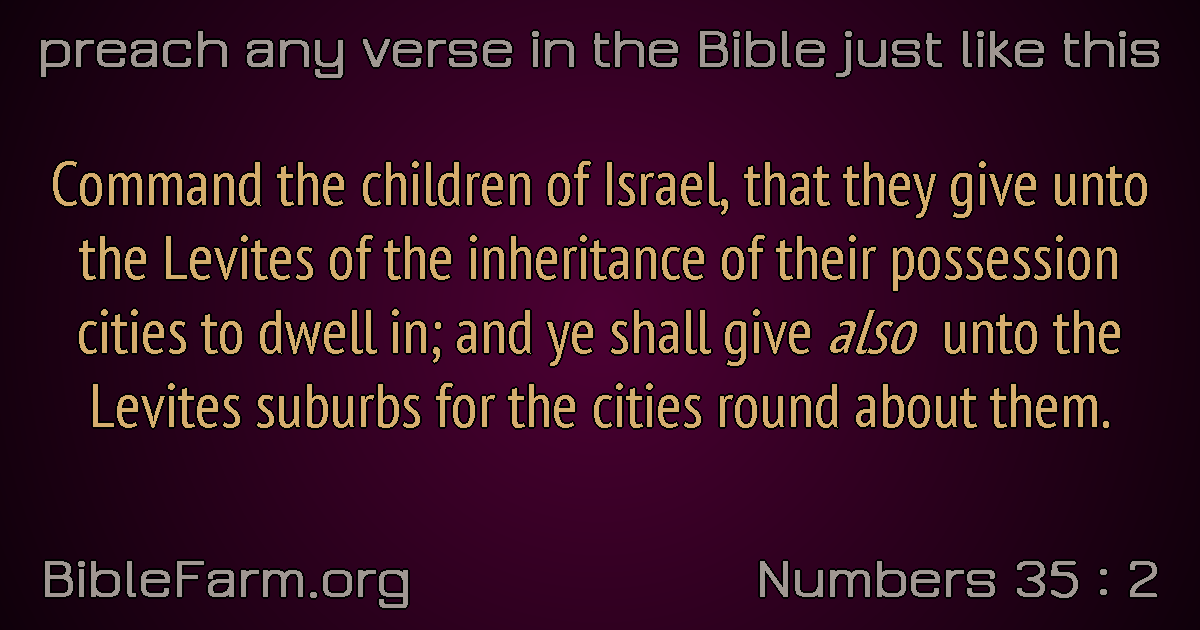 preach any verse in the Bible just like this
Command the children of Israel, that they give unto
the Levites of the inheritance of their possession
cities to dwell in; and ye shall give also unto the
Levites suburbs for the cities round about them.
BibleFarm.org
Numbers 35 : 2